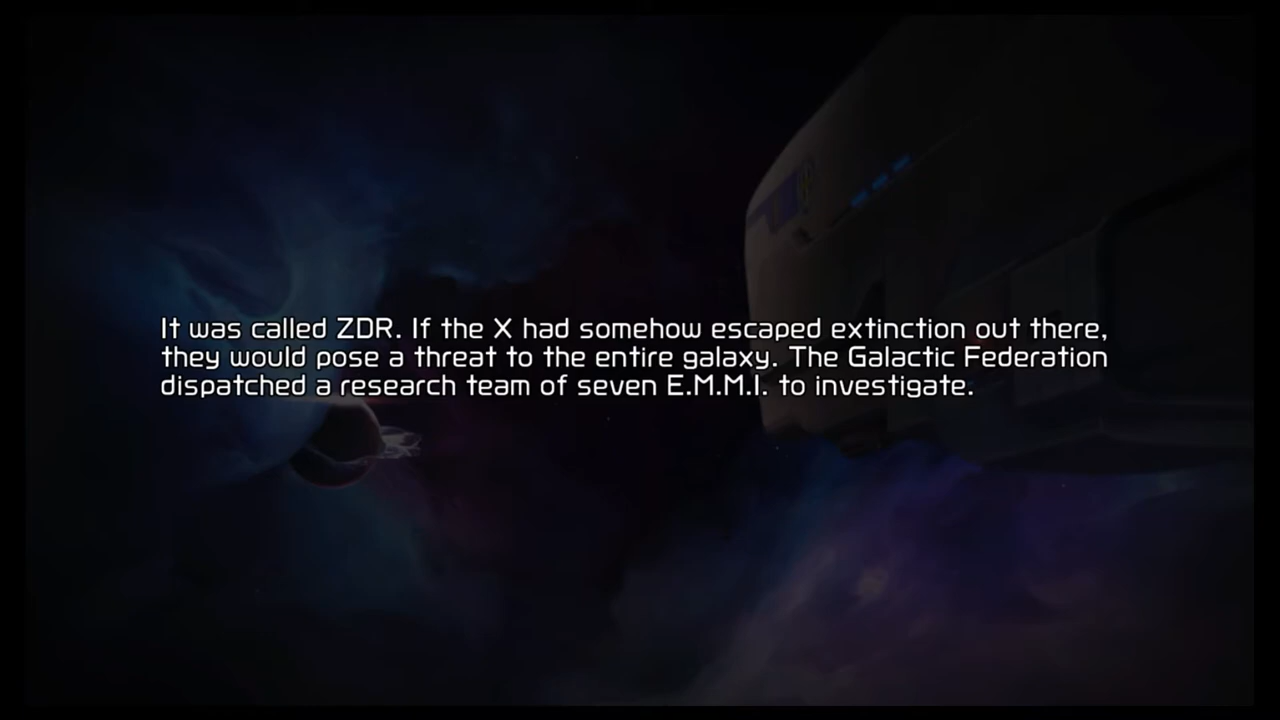 It was called ZDR. If the X had somehow escaped extinction out there,
they would pose a threat to the entire galaxy. The Galactic Federation
dispatched a research team of seven E.M.M.I. to investigate.